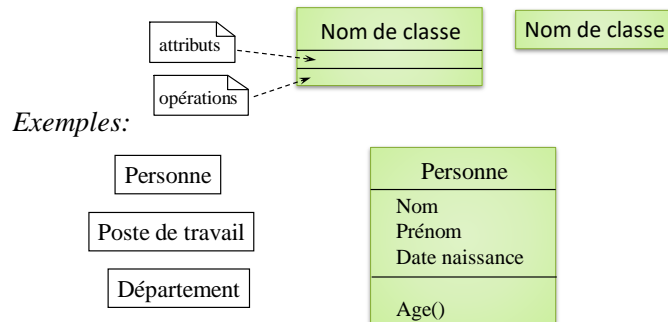 attributs
Nom de classe
Nom de classe
opérations
Exemples:
Personne
Poste de travail
Département
Personne
Nom
Prénom
Date naissance
Age()